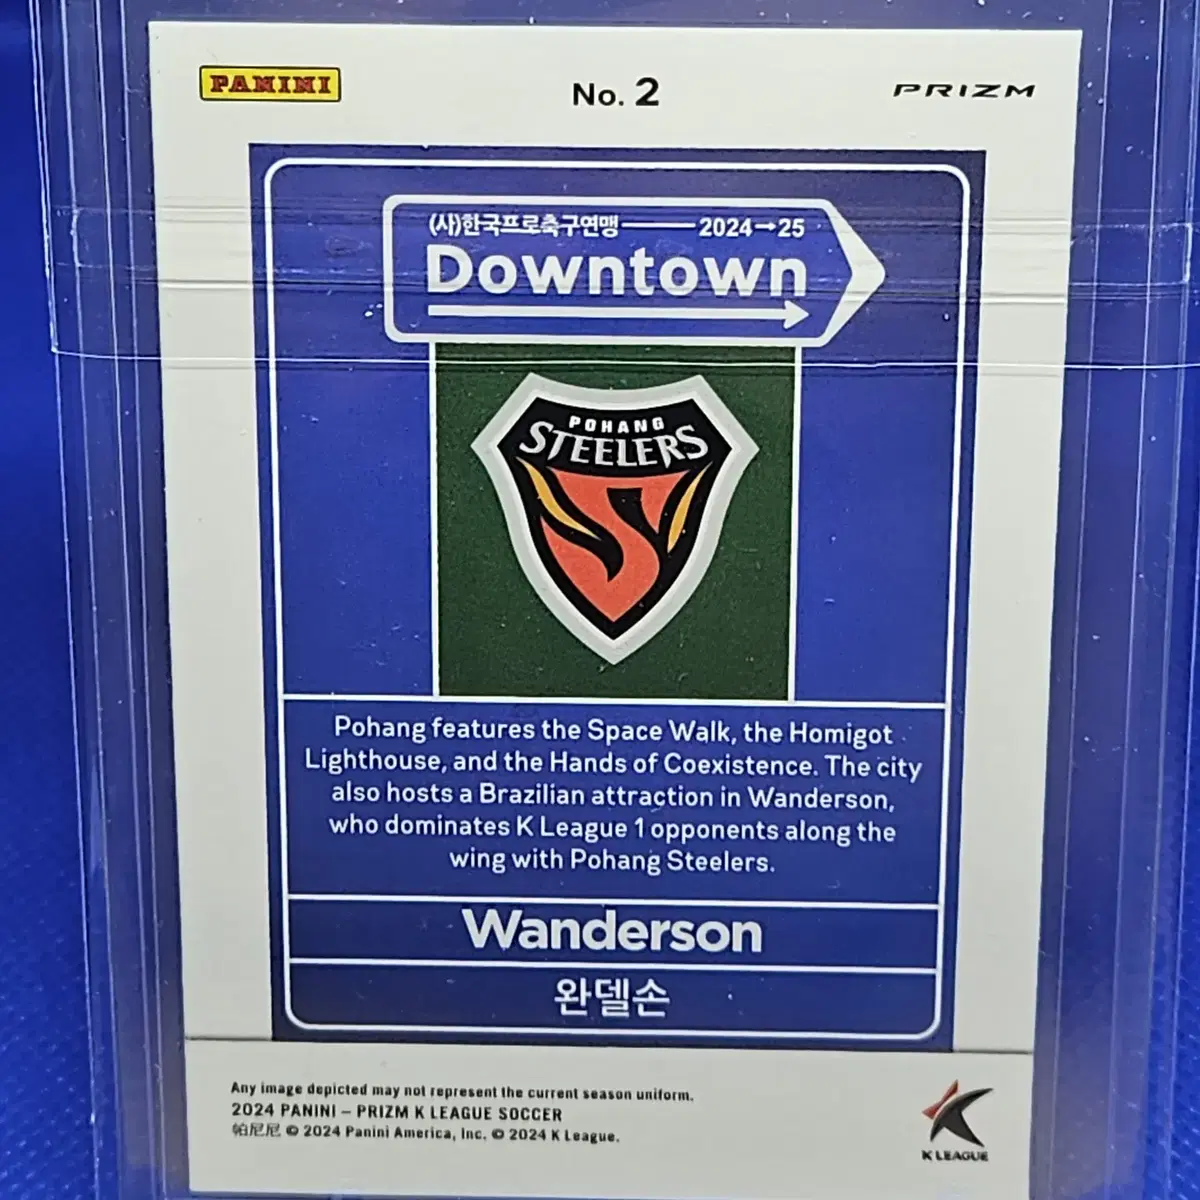 PANINI
No. 2
PRIZM
(사)한국프로축구연맹 2024→25
Downtown
POHANG
STEELERS
Pohang features the Space Walk, the Homigot
Lighthouse, and the Hands of Coexistence. The city
also hosts a Brazilian attraction in Wanderson,
who dominates K League 1 opponents along the
wing with Pohang Steelers.
Wanderson
완델손
Any image depicted may not represent the current season uniform.
2024 PANINI – PRIZM K LEAGUE SOCCER
帕尼尼 © 2024 Panini America, Inc. © 2024 K League.
K LEAGUE